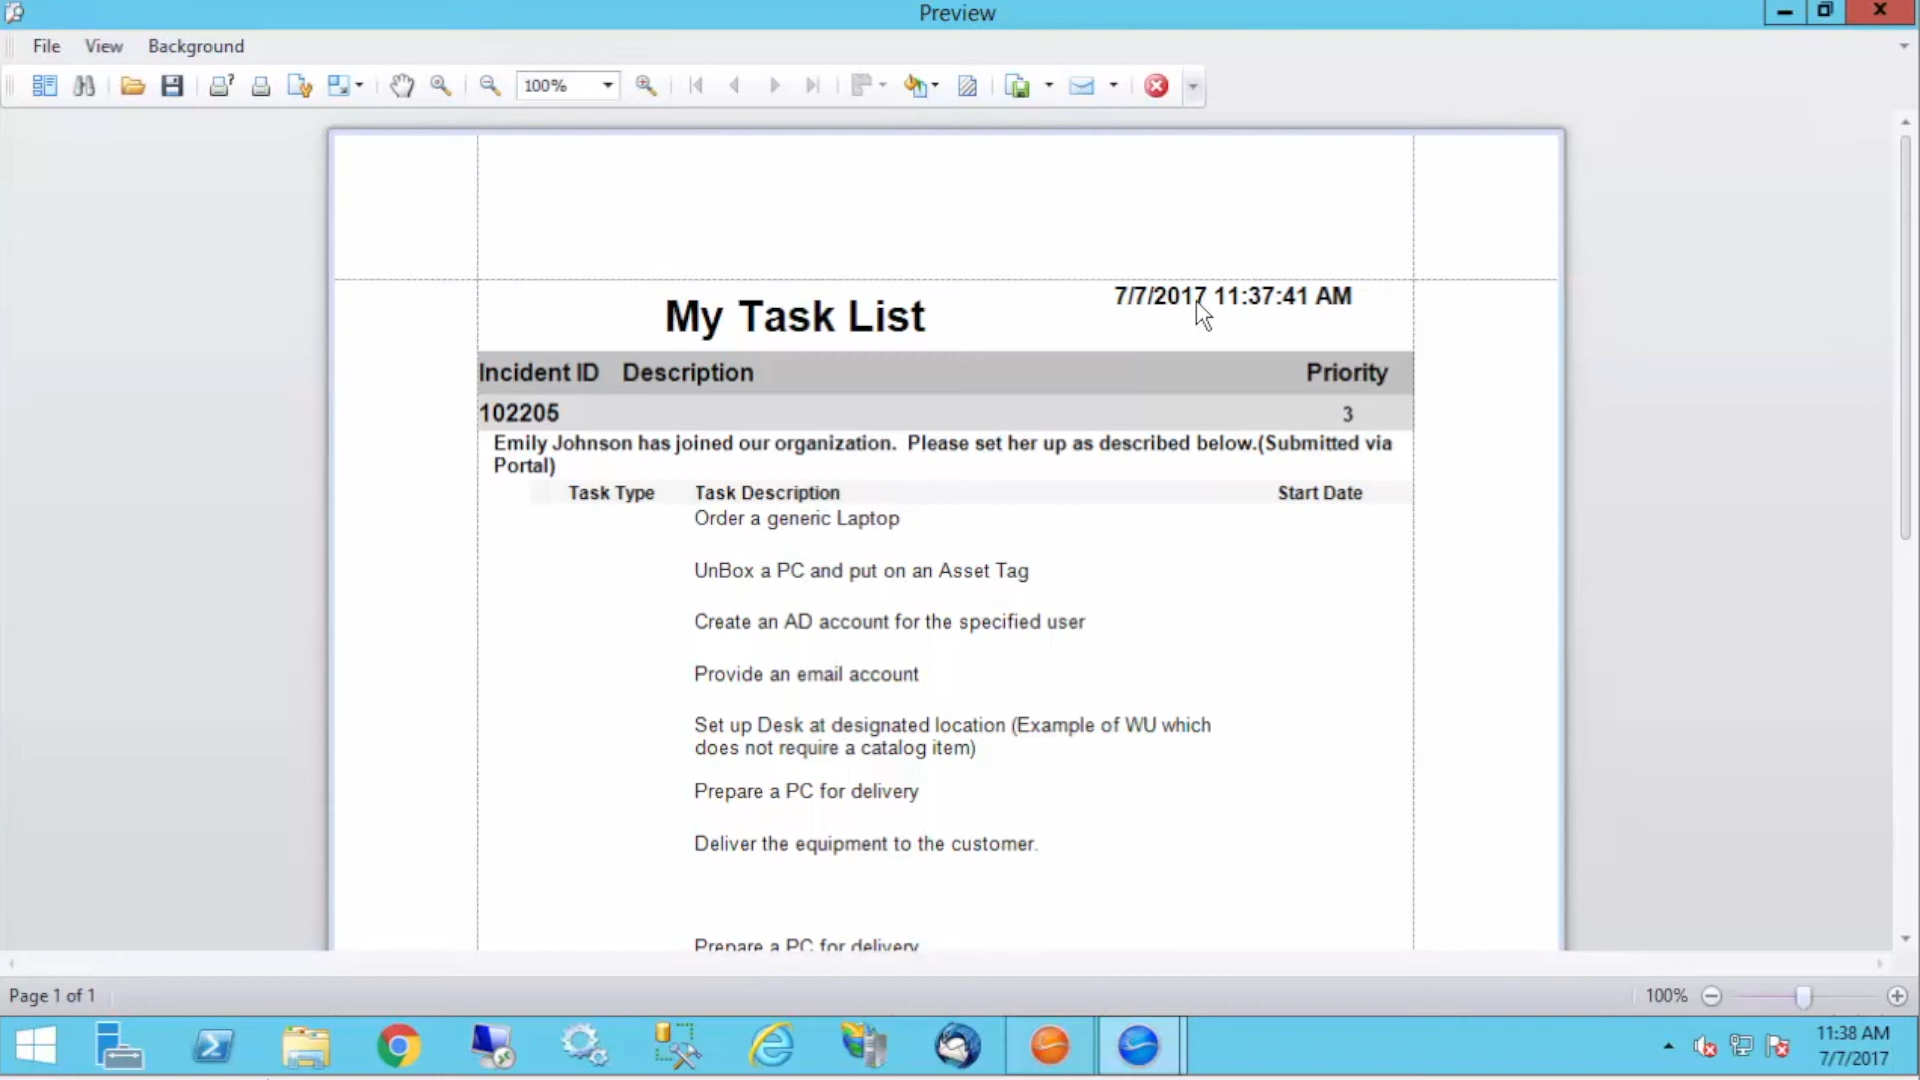 Preview
File View Background
100%
7/7/2017 11:37:41 AM
My Task List
Incident ID Description Priority
102205 3
Emily Johnson has joined our organization. Please set her up as described below.(Submitted via
Portal)
Task Type Task Description Start Date
Order a generic Laptop
UnBox a PC and put on an Asset Tag
Create an AD account for the specified user
Provide an email account
Set up Desk at designated location (Example of WU which
does not require a catalog item)
Prepare a PC for delivery
Deliver the equipment to the customer.
Prepare a PC for delivery
Page 1 of 1 100%
11:38 AM
7/7/2017